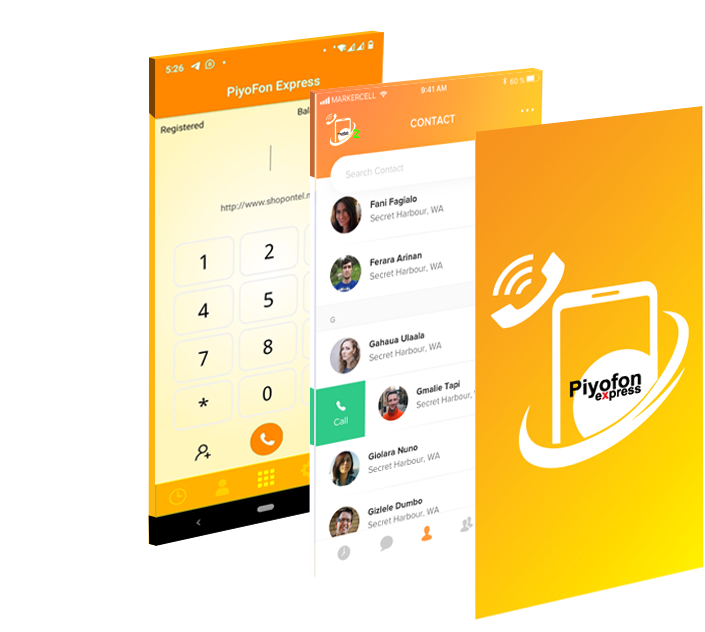 5:26
PiyoFon Express
Registered
http://www.shopontel.
1
2
4
5
7
8
*
0
MARKERCELL
9:41 AM
60 %
CONTACT
Search Contact
Fani Fagialo
Secret Harbour, WA
Ferara Arinan
Secret Harbour, WA
G
Gahaua Ulaala
Secret Harbour, WA
Call
Gmalie Tapi
Secret Harbour,
Giolara Nuno
Secret Harbour, WA
Gizlele Dumbo
Secret Harbour, WA
Piyofon
express